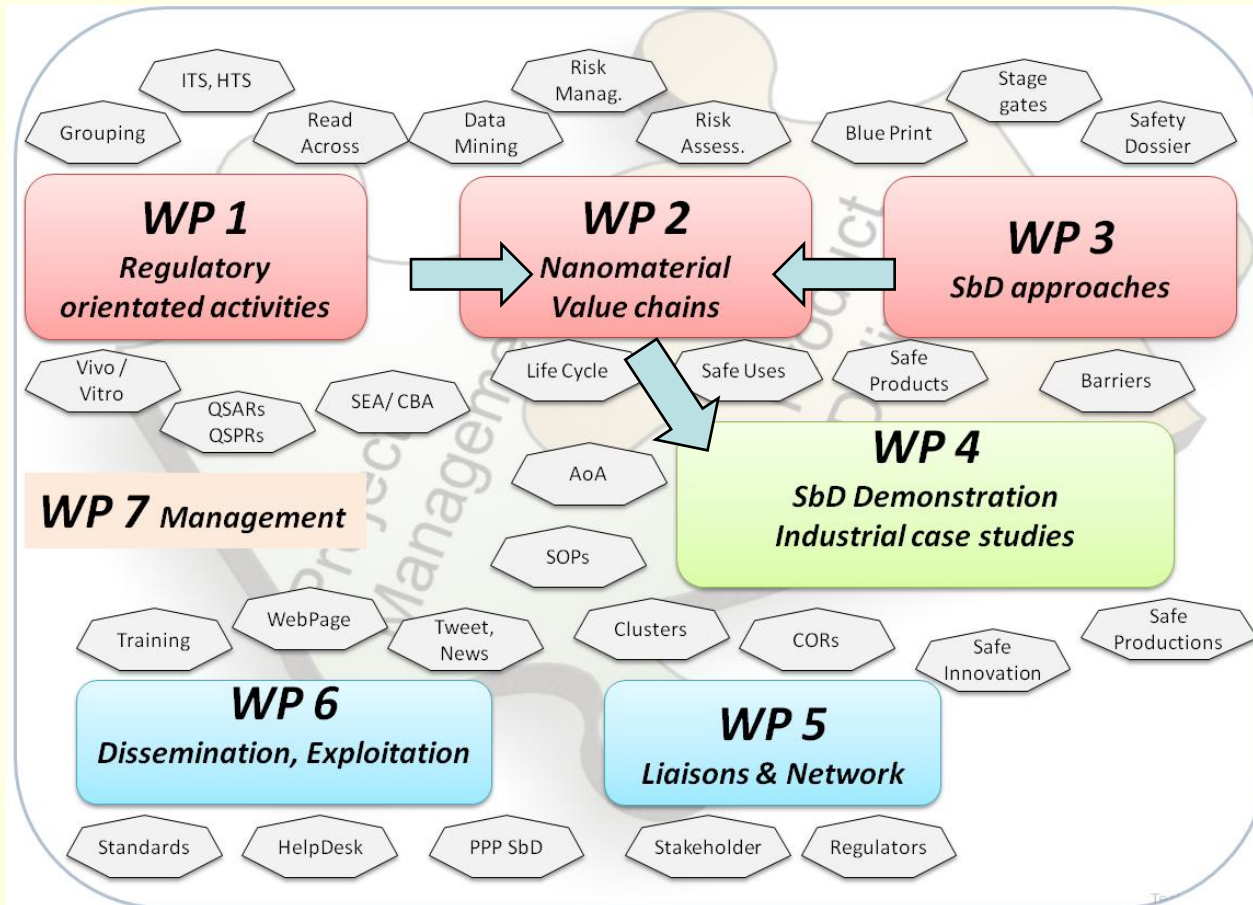 ITS, HTS
Grouping
Read
Across
Data
Mining
Risk
Manag.
Risk
Assess.
Blue Print
Stage
gates
Safety
Dossier
WP 1
Regulatory
orientated activities
WP 2
Nanomaterial
Value chains
WP 3
SbD approaches
Vivo /
Vitro
QSARs
QSPRs
SEA/ CBA
Life Cycle
Safe Uses
Safe
Products
Barriers
WP 7 Management
AoA
SOPs
WP 4
SbD Demonstration
Industrial case studies
Training
WebPage
Tweet,
News
Clusters
CORs
Safe
Innovation
Safe
Productions
WP 6
Dissemination, Exploitation
WP 5
Liaisons & Network
Standards
HelpDesk
PPP SbD
Stakeholder
Regulators
Project
Management